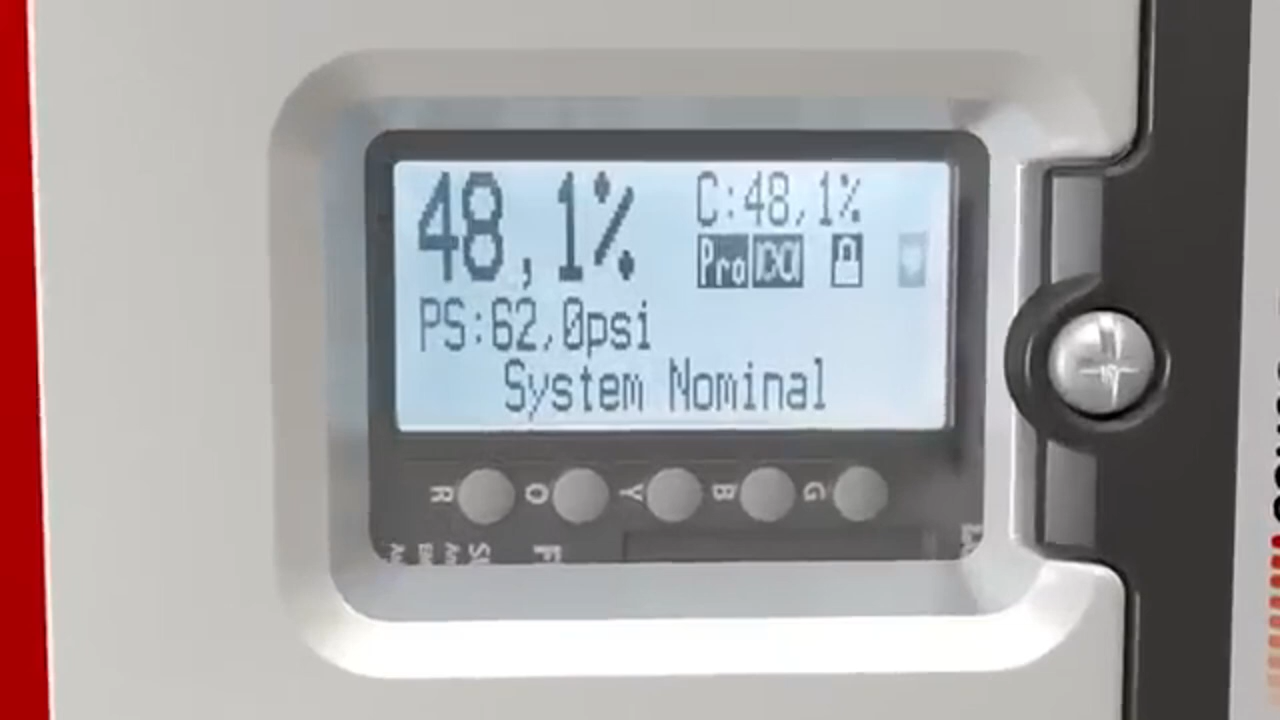 48,1%
C:48,1%
Pro
PS:62,0psi
System Nominal
R O Y B G